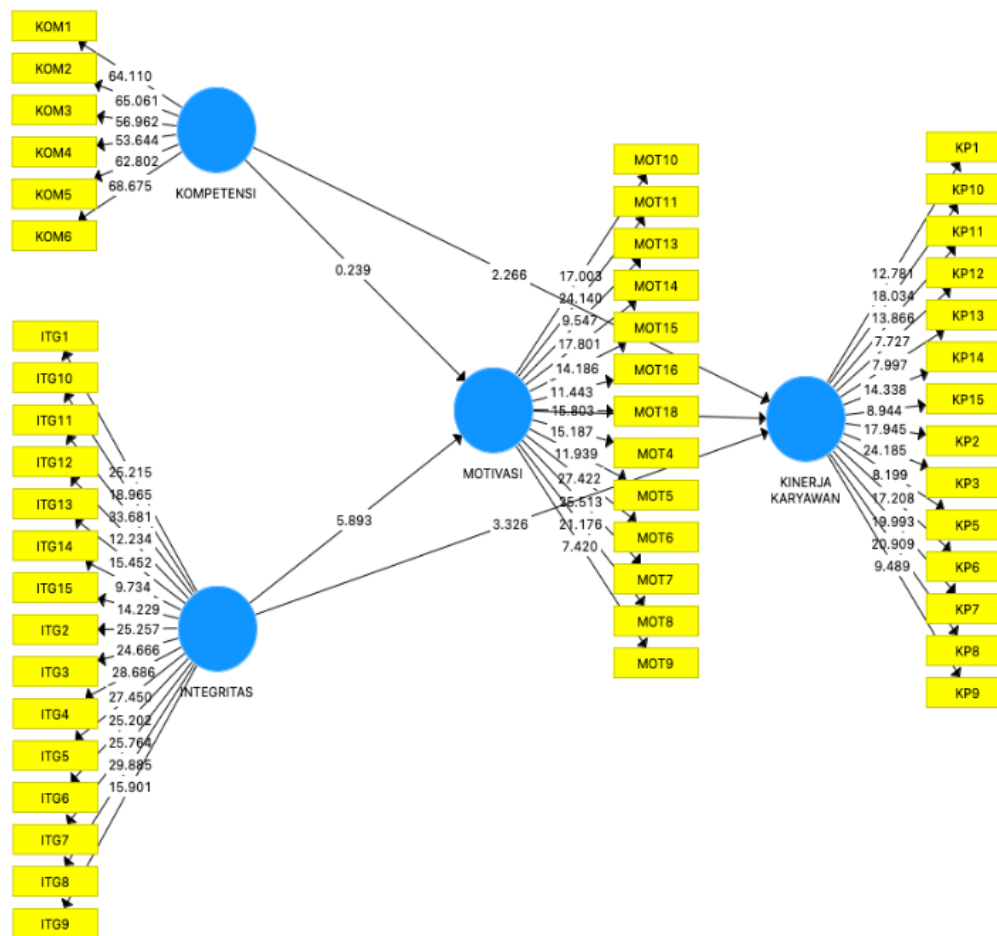 KOM1
KOM2
KOM3
KOM4
KOM5
KOM6
64.110
65.061
56.962
53.644
62.802
68.675
KOMPETENSI
0.239
2.266
ITG1
ITG10
ITG11
ITG12
ITG13
ITG14
ITG15
ITG2
ITG3
ITG4
ITG5
ITG6
ITG7
ITG8
ITG9
25.215
18.965
33.681
12.234
15.452
9.734
14.229
25.257
24.666
28.686
27.450
25.202
25.764
29.885
15.901
INTEGRITAS
5.893
3.326
MOTIVASI
17.003
24.140
9.547
17.801
14.186
11.443
15.803
15.187
11.939
27.422
25.513
21.176
7.420
MOT10
MOT11
MOT13
MOT14
MOT15
MOT16
MOT18
MOT4
MOT5
MOT6
MOT7
MOT8
MOT9
KINERJA
KARYAWAN
12.781
18.034
13.866
7.727
7.997
14.338
8.944
17.945
24.185
8.199
17.208
19.993
20.909
9.489
KP1
KP10
KP11
KP12
KP13
KP14
KP15
KP2
KP3
KP5
KP6
KP7
KP8
KP9